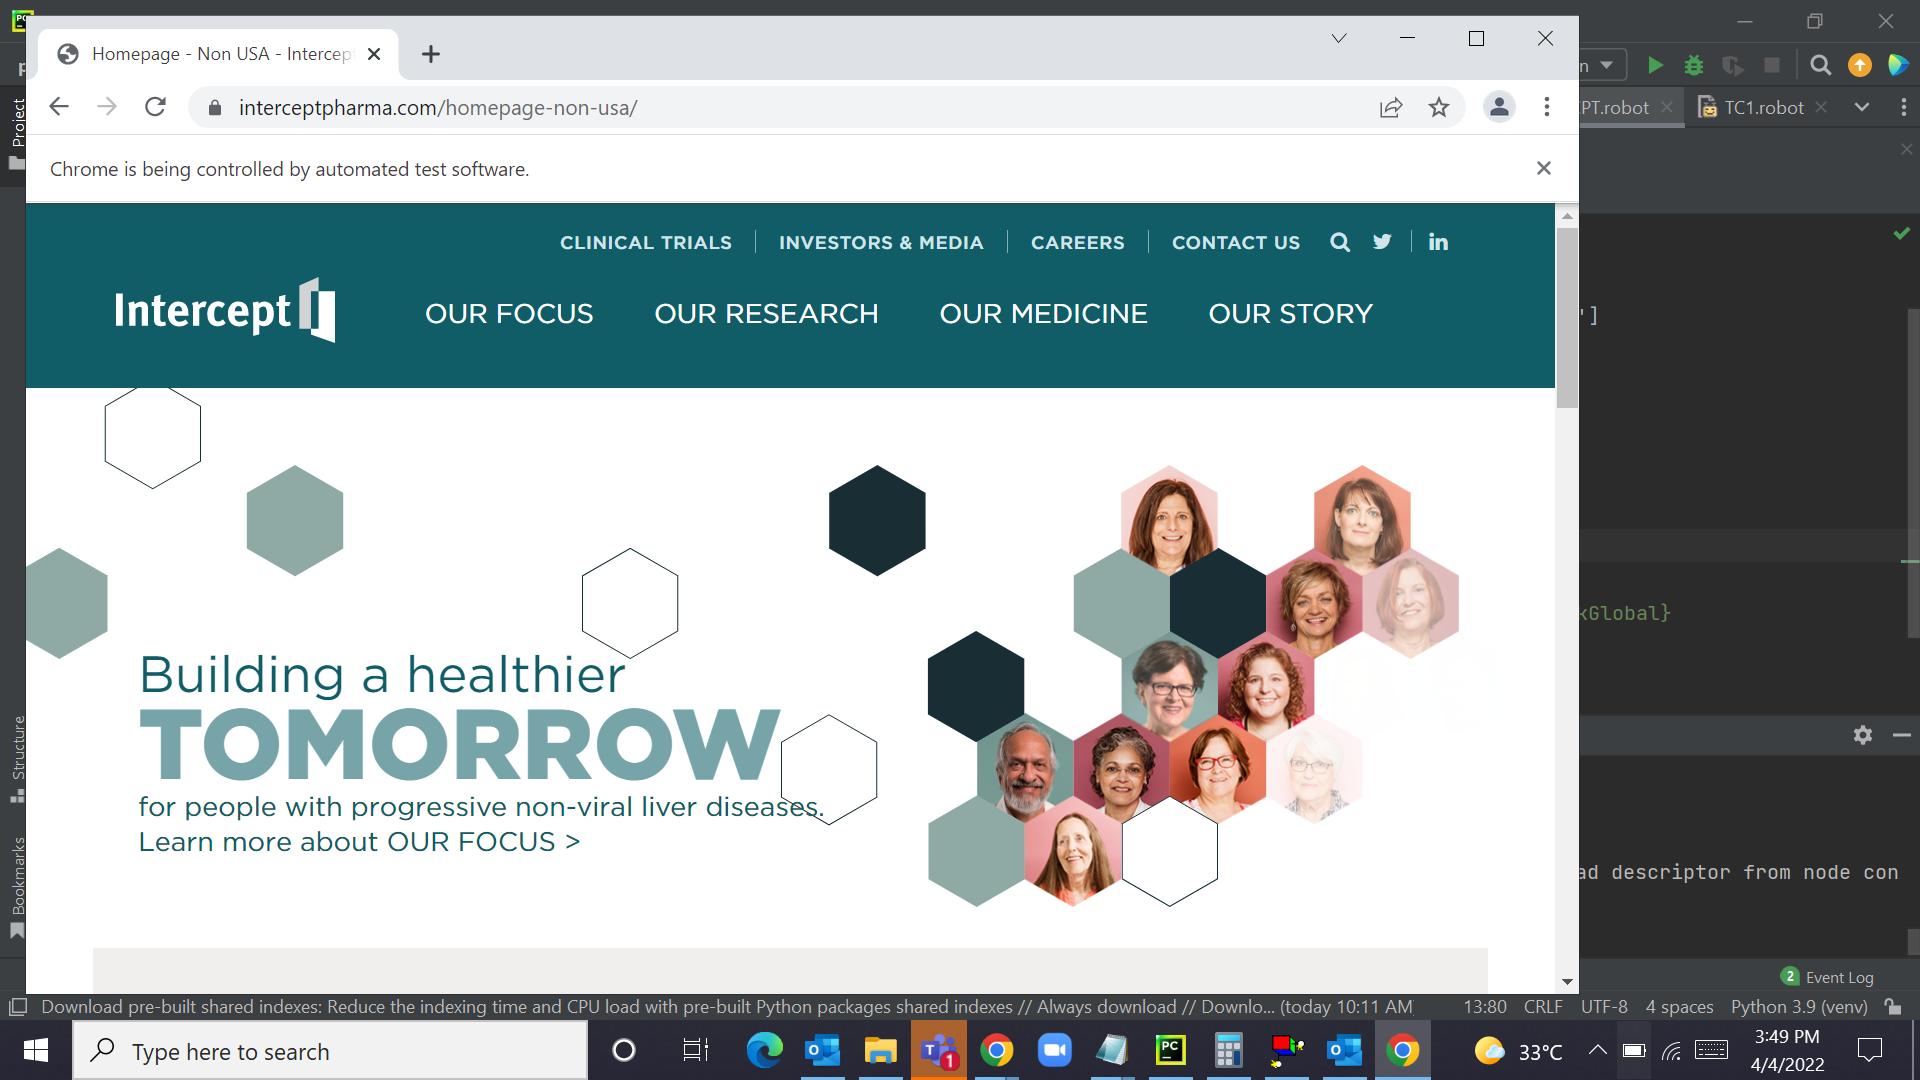 Homepage - Non USA - Intercep
interceptpharma.com/homepage-non-usa/
Chrome is being controlled by automated test software.
PT.robot
TC1.robot
Project
CLINICAL TRIALS
INVESTORS & MEDIA
CAREERS
CONTACT US
in
Intercept
OUR FOCUS
OUR RESEARCH
OUR MEDICINE
OUR STORY
']
kGlobal}
Building a healthier
TOMORROW
for people with progressive non-viral liver diseases.
Learn more about OUR FOCUS >
Structure
Bookmarks
ad descriptor from node con
2 Event Log
Download pre-built shared indexes: Reduce the indexing time and CPU load with pre-built Python packages shared indexes // Always download // Downlo... (today 10:11 AM
13:80 CRLF UTF-8 4 spaces Python 3.9 (venv)
Type here to search
1
PC
33°C
3:49 PM
4/4/2022